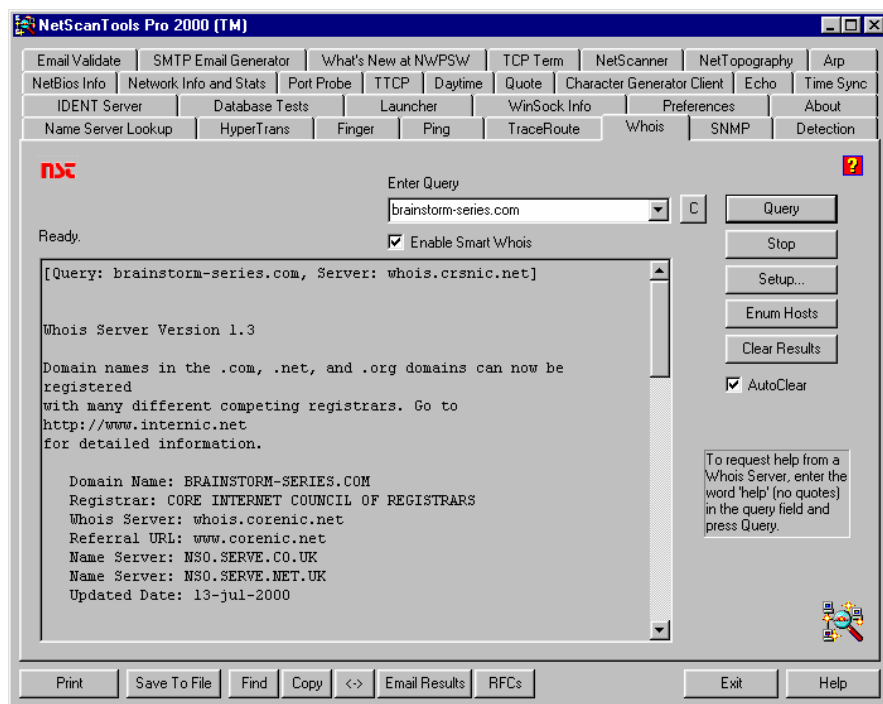 NetScanTools Pro 2000 (TM)
Email Validate SMTP Email Generator What's New at NWPSW TCP Term NetScanner NetTopography Arp
NetBios Info Network Info and Stats Port Probe TTCP Daytime Quote Character Generator Client Echo Time Sync
IDENT Server Database Tests Launcher WinSock Info Preferences About
Name Server Lookup HyperTrans Finger Ping TraceRoute Whois SNMP Detection
nst
?
Enter Query
brainstorm-series.com C Query
Ready.
Enable Smart Whois
Stop
Setup...
Enum Hosts
Clear Results
AutoClear
[Query: brainstorm-series.com, Server: whois.crsnic.net]
Whois Server Version 1.3
Domain names in the .com, .net, and .org domains can now be
registered
with many different competing registrars. Go to
http://www.internic.net
for detailed information.
Domain Name: BRAINSTORM-SERIES.COM
Registrar: CORE INTERNET COUNCIL OF REGISTRARS
Whois Server: whois.corenic.net
Referral URL: www.corenic.net
Name Server: NS0.SERVE.CO.UK
Name Server: NS0.SERVE.NET.UK
Updated Date: 13-jul-2000
To request help from a
Whois Server, enter the
word 'help' (no quotes)
in the query field and
press Query.
Print Save To File Find Copy <-> Email Results RFCs Exit Help